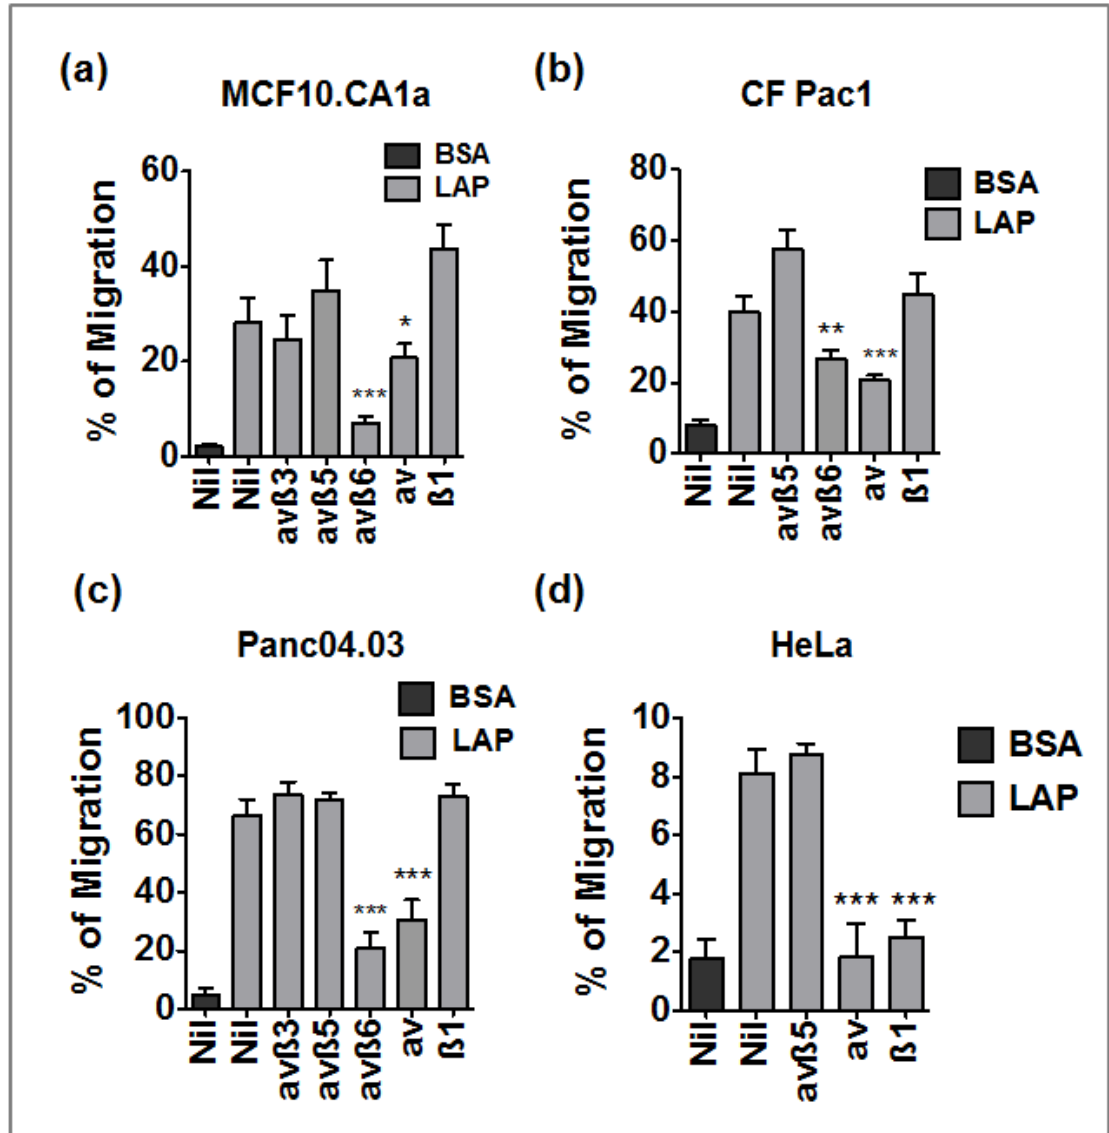 (a)
MCF10.CA1a
BSA
LAP
% of Migration
60
40
20
0
***
*
Nil
Nil
avß3
avß5
avß6
av
ß1
(b)
CF Pac1
BSA
LAP
% of Migration
80
60
40
20
0
**
***
Nil
Nil
avß5
avß6
av
ß1
(c)
Panc04.03
BSA
LAP
% of Migration
100
80
60
40
20
0
***
***
Nil
Nil
avß3
avß5
avß6
av
ß1
(d)
HeLa
BSA
LAP
% of Migration
10
8
6
4
2
0
***
***
Nil
Nil
avß5
av
ß1